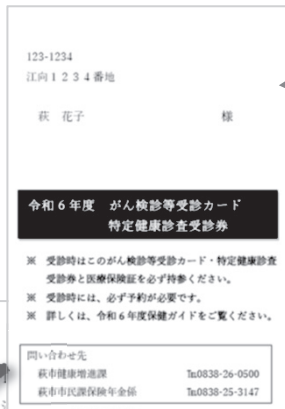 123-1234
江向１２３４番地
萩　花子　　　様
令和６年度　がん検診等受診カード
特定健康診査受診券
※　受診時はこのがん検診等受診カード・特定健康診査
受診券と医療保険証を必ず持参ください。
※　受診時には、必ず予約が必要です。
※　詳しくは、令和６年度保健ガイドをご覧ください。
問い合わせ先
萩市健康増進課　　℡0838-26-0500
萩市市民課保険年金係　　℡0838-25-3147